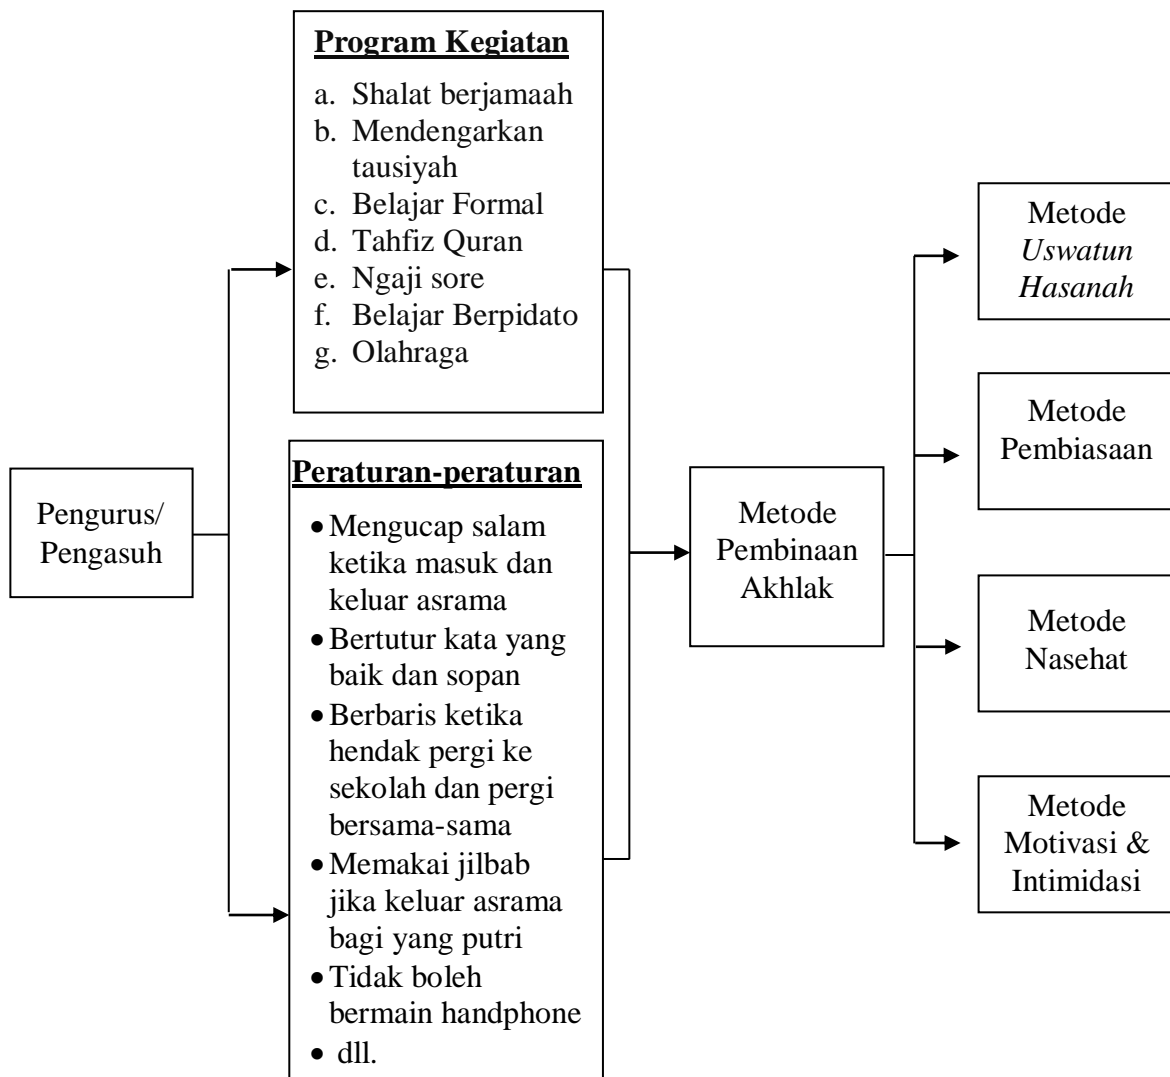 Pengurus/
Pengasuh
Program Kegiatan
a. Shalat berjamaah
b. Mendengarkan
tausiyah
c. Belajar Formal
d. Tahfiz Quran
e. Ngaji sore
f. Belajar Berpidato
g. Olahraga
Peraturan-peraturan
• Mengucap salam
ketika masuk dan
keluar asrama
• Bertutur kata yang
baik dan sopan
• Berbaris ketika
hendak pergi ke
sekolah dan pergi
bersama-sama
• Memakai jilbab
jika keluar asrama
bagi yang putri
• Tidak boleh
bermain handphone
• dll.
Metode
Pembinaan
Akhlak
Metode
Uswatun
Hasanah
Metode
Pembiasaan
Metode
Nasehat
Metode
Motivasi &
Intimidasi